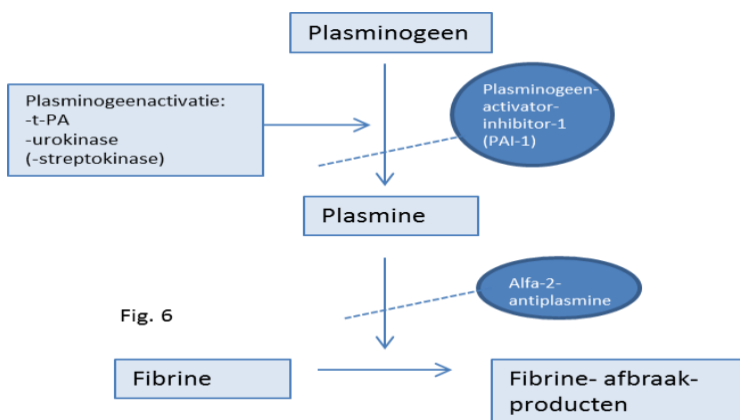 Plasminogeen
Plasminogeenactivatie:
-t-PA
-urokinase
(-streptokinase)
Plasminogeen-
activator-
inhibitor-1
(PAI-1)
Plasmine
Alfa-2-
antiplasmine
Fig. 6
Fibrine
Fibrine- afbraak-
producten